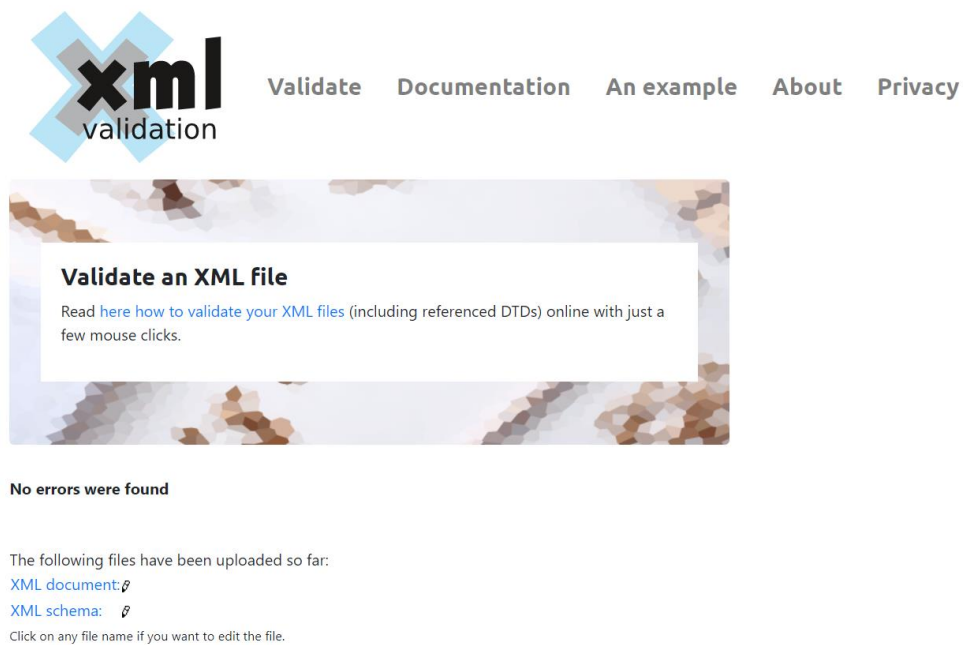 xml
validation
Validate Documentation An example About Privacy
Validate an XML file
Read here how to validate your XML files (including referenced DTDs) online with just a
few mouse clicks.
No errors were found
The following files have been uploaded so far:
XML document:
XML schema:
Click on any file name if you want to edit the file.